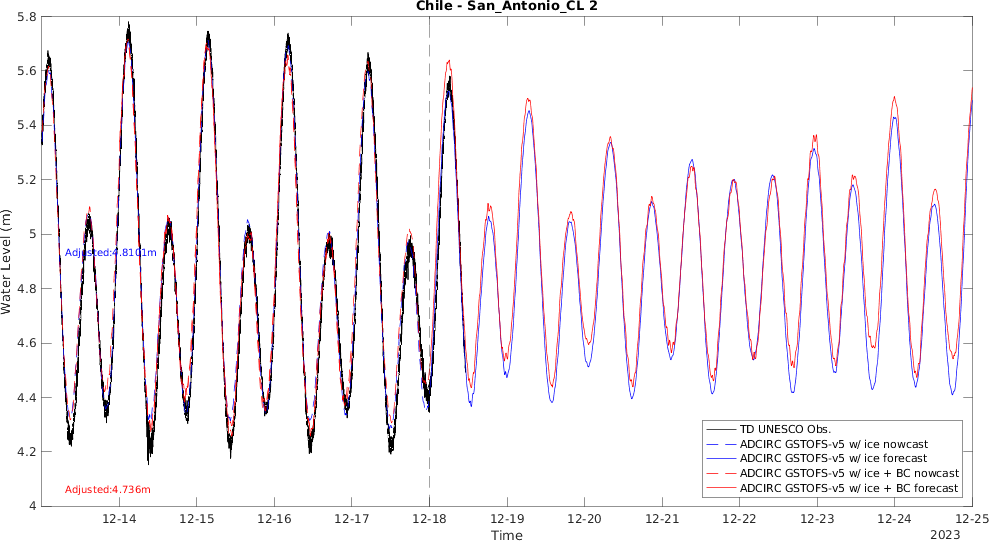 Chile - San_Antonio_CL 2
Water Level (m)
5.8
5.6
5.4
5.2
5
4.8
4.6
4.4
4.2
4
Adjusted:4.8101m
Adjusted:4.736m
TD UNESCO Obs.
ADCIRC GSTOFS-v5 w/ ice nowcast
ADCIRC GSTOFS-v5 w/ ice forecast
ADCIRC GSTOFS-v5 w/ ice + BC nowcast
ADCIRC GSTOFS-v5 w/ ice + BC forecast
12-14 12-15 12-16 12-17 12-18 12-19 12-20 12-21 12-22 12-23 12-24 12-25
Time
2023